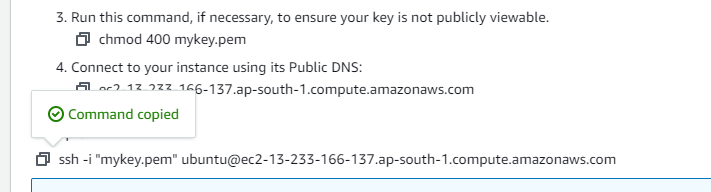 3. Run this command, if necessary, to ensure your key is not publicly viewable.
chmod 400 mykey.pem
4. Connect to your instance using its Public DNS:
ec2-13-233-166-137.ap-south-1.compute.amazonaws.com
Command copied
ssh -i "mykey.pem" ubuntu@ec2-13-233-166-137.ap-south-1.compute.amazonaws.com